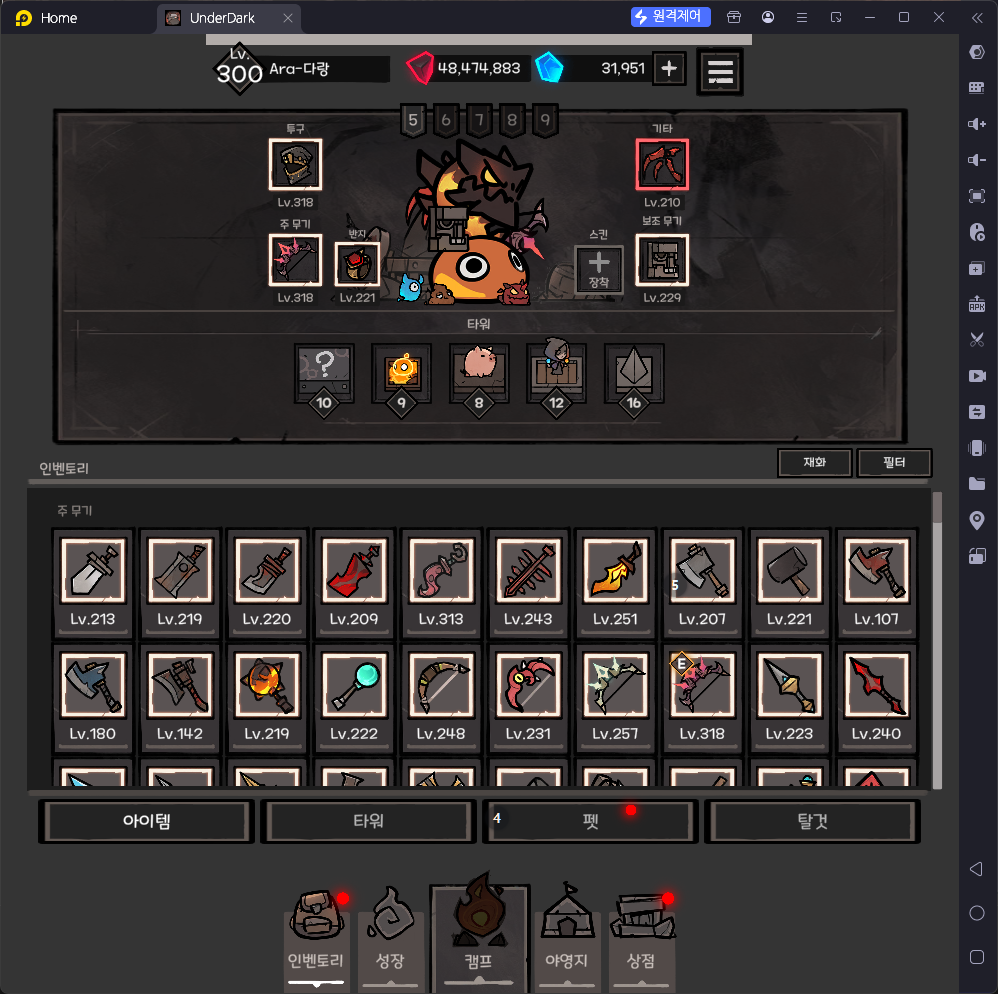 Home
UnderDark
원격제어
Lv.
300
Ara-다랑
48,474,883
31,951
5 6 7 8 9
투구
기타
Lv.318
Lv.210
주 무기
반지
스킨
보조 무기
장착
Lv.318
Lv.221
Lv.229
타워
?
10 9 8 12 16
인벤토리
재화
필터
주 무기
5
Lv.213 Lv.219 Lv.220 Lv.209 Lv.313 Lv.243 Lv.251 Lv.207 Lv.221 Lv.107
E
Lv.180 Lv.142 Lv.219 Lv.222 Lv.248 Lv.231 Lv.257 Lv.318 Lv.223 Lv.240
아이템
타워
4
펫
탈것
인벤토리
성장
캠프
야영지
상점
APK